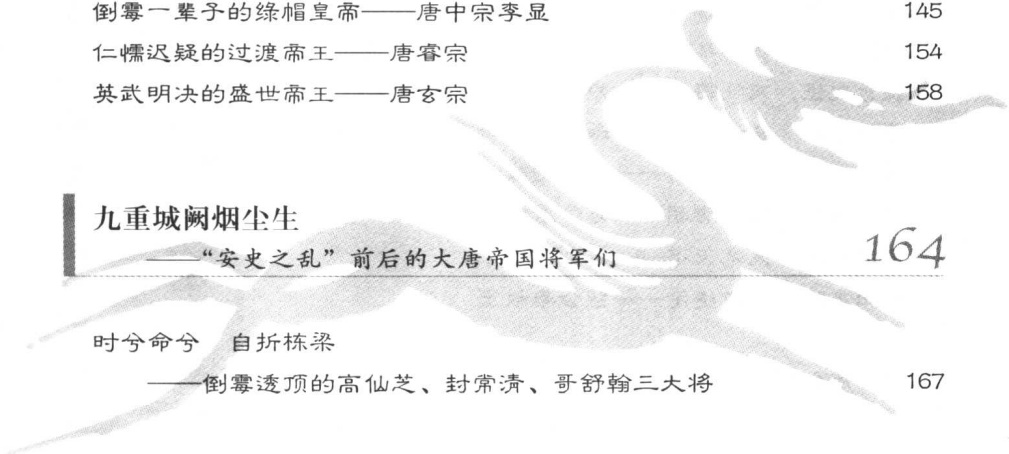 倒霉一辈子的绿帽皇帝——唐中宗李显 145
仁懦迟疑的过渡帝王——唐睿宗 154
英武明决的盛世帝王——唐玄宗 158
九重城阙烟尘生
——“安史之乱”前后的大唐帝国将军们 164
时兮命兮 自折栋梁
——倒霉透顶的高仙芝、封常清、哥舒翰三大将 167